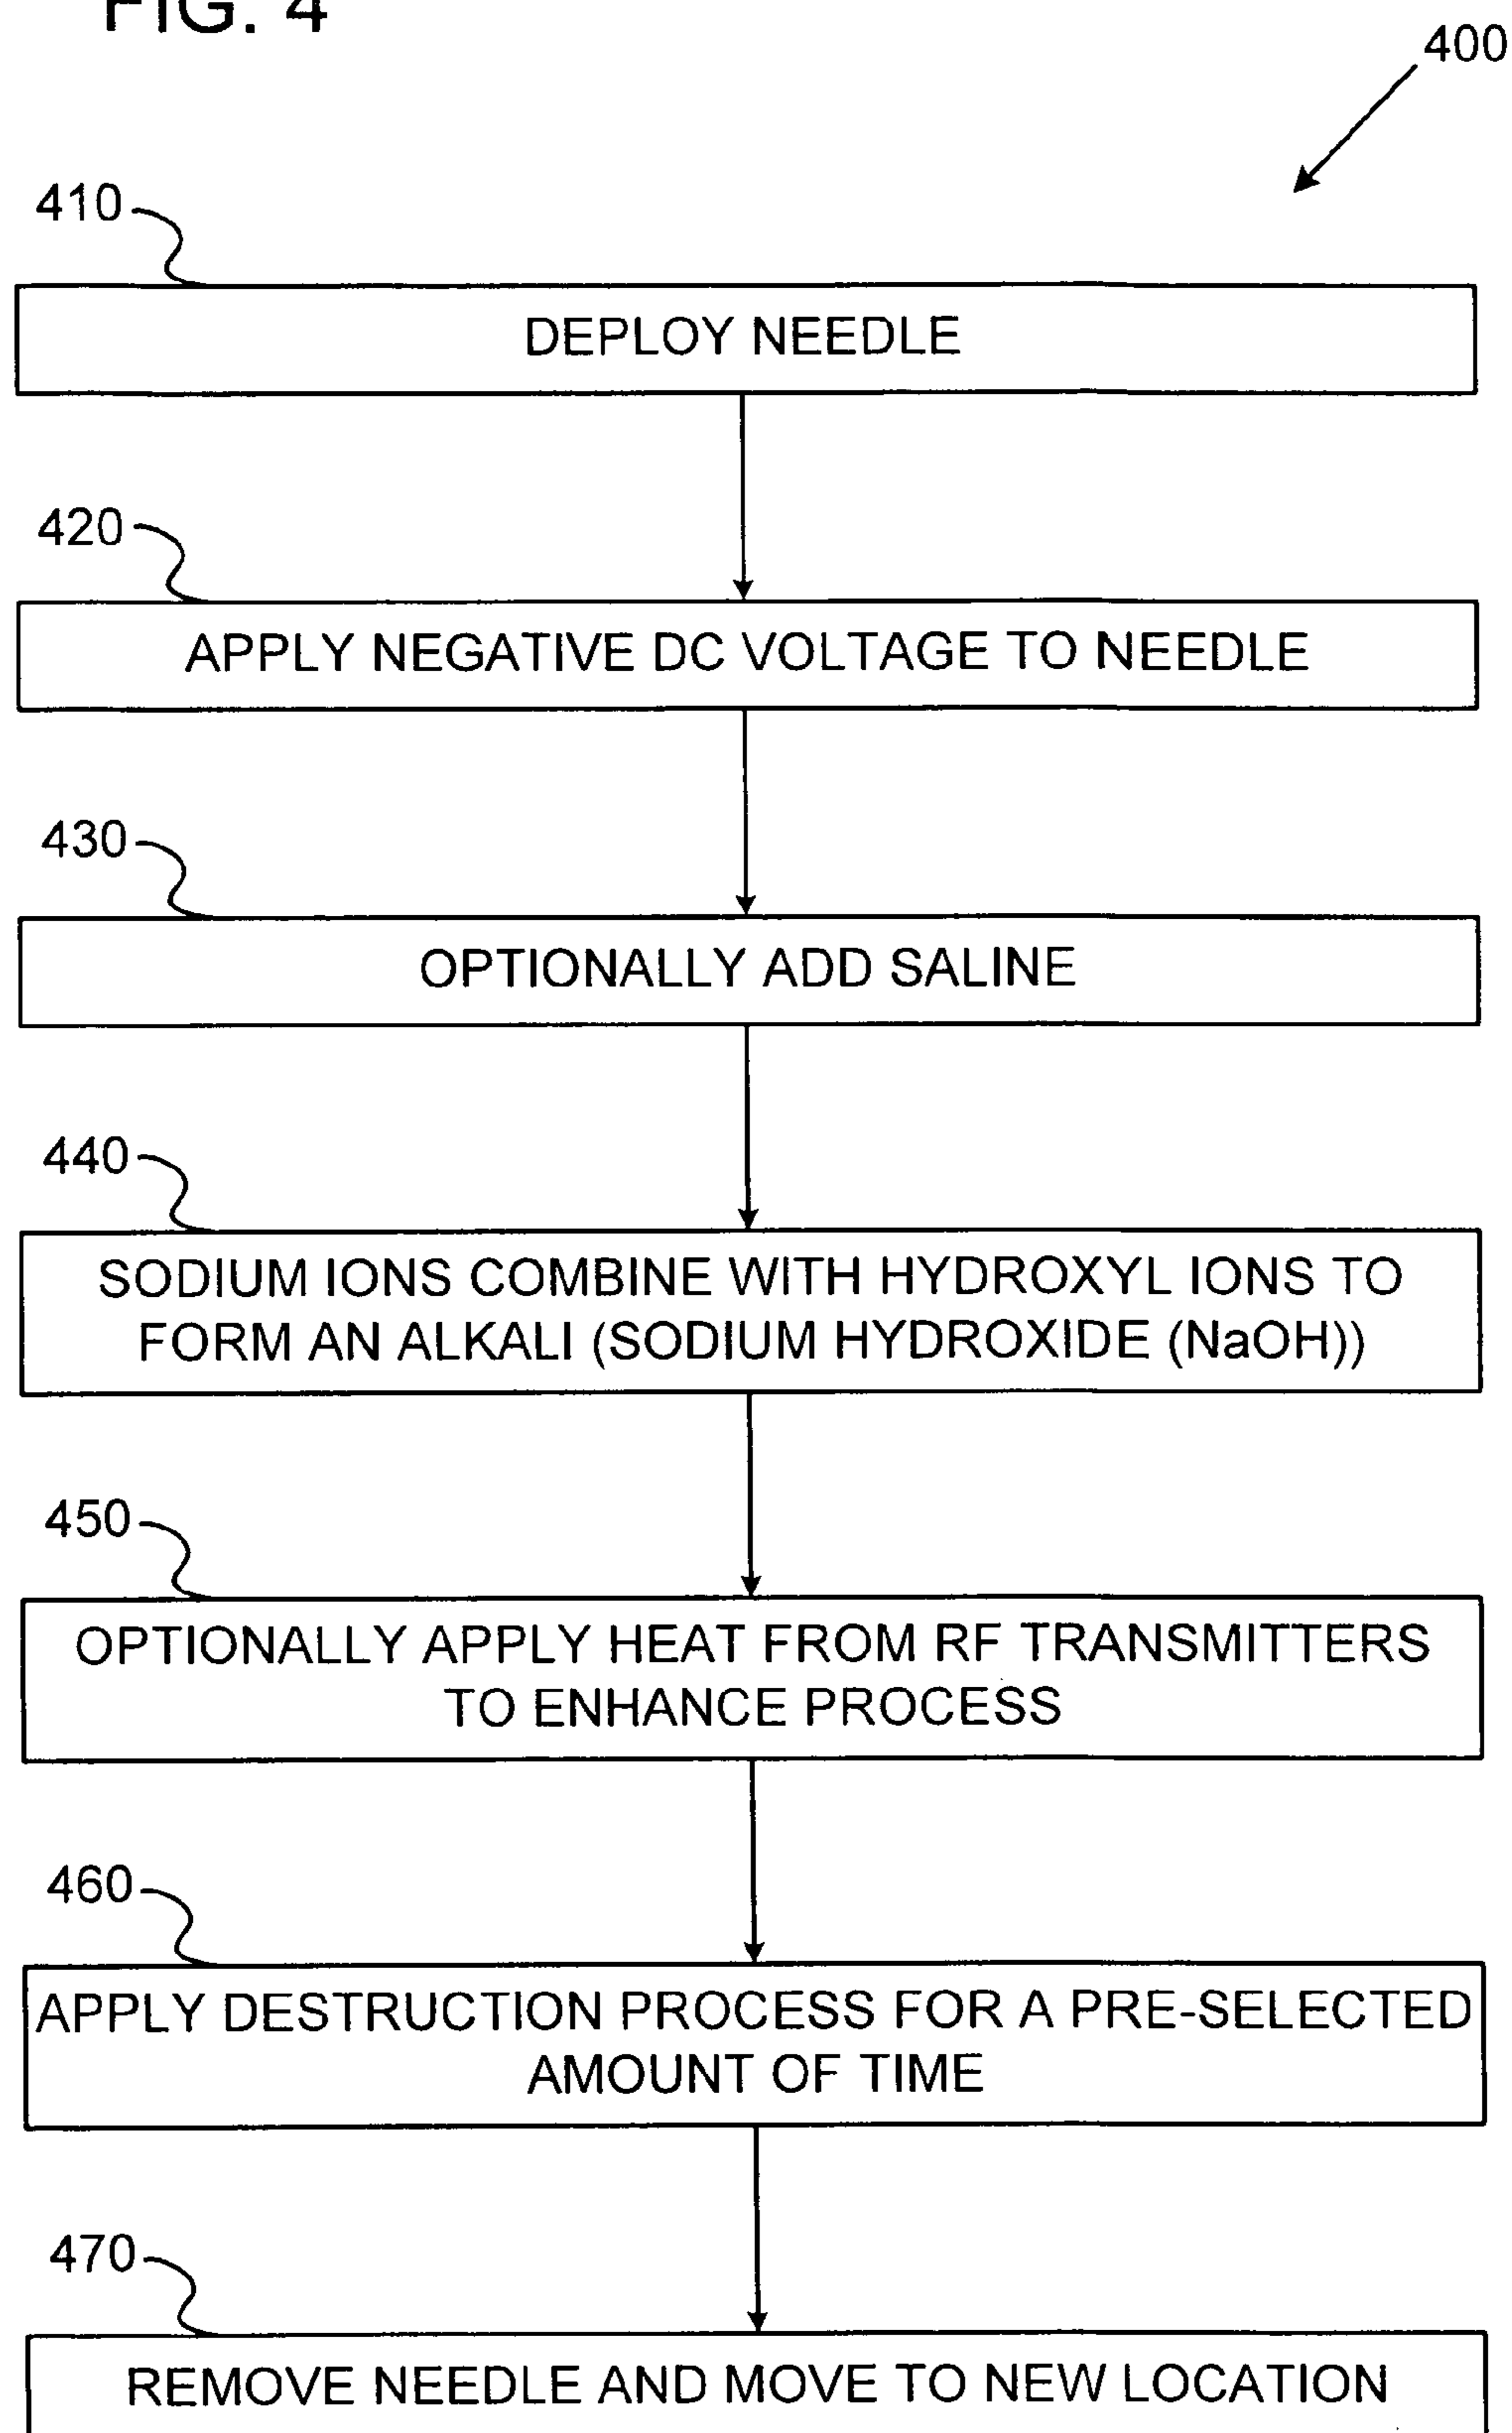 FIG. 4
400
410
DEPLOY NEEDLE
420
APPLY NEGATIVE DC VOLTAGE TO NEEDLE
430
OPTIONALLY ADD SALINE
440
SODIUM IONS COMBINE WITH HYDROXYL IONS TO
FORM AN ALKALI (SODIUM HYDROXIDE (NaOH))
450
OPTIONALLY APPLY HEAT FROM RF TRANSMITTERS
TO ENHANCE PROCESS
460
APPLY DESTRUCTION PROCESS FOR A PRE-SELECTED
AMOUNT OF TIME
470
REMOVE NEEDLE AND MOVE TO NEW LOCATION